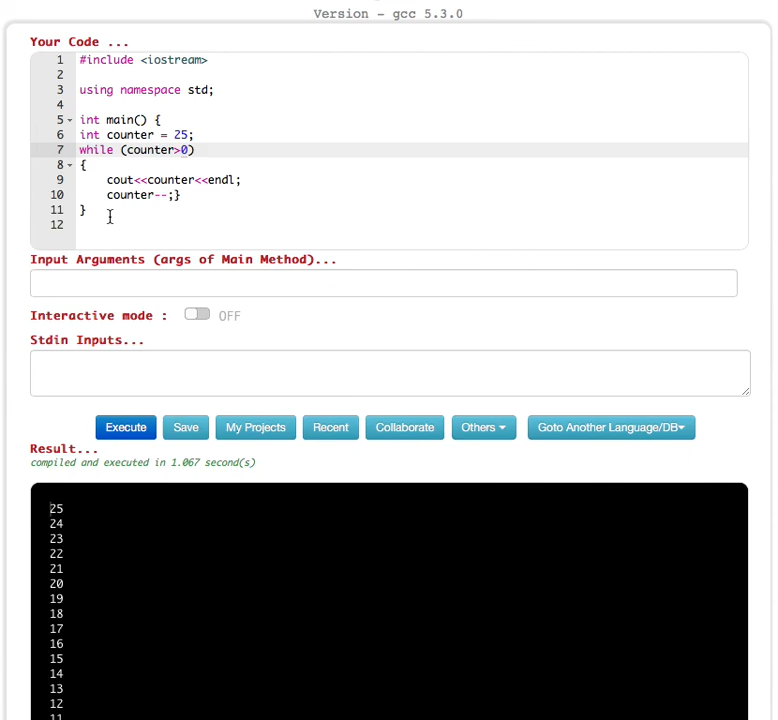 Version - gcc 5.3.0
Your Code ...
1 #include <iostream>
2
3 using namespace std;
4
5 int main() {
6 int counter = 25;
7 while (counter>0)
8 {
9 cout<<counter<<endl;
10 counter--;}
11 }
12
Input Arguments (args of Main Method)...
Interactive mode : OFF
Stdin Inputs...
Execute Save My Projects Recent Collaborate Others Goto Another Language/DB
Result...
compiled and executed in 1.067 second(s)
25
24
23
22
21
20
19
18
17
16
15
14
13
12
11